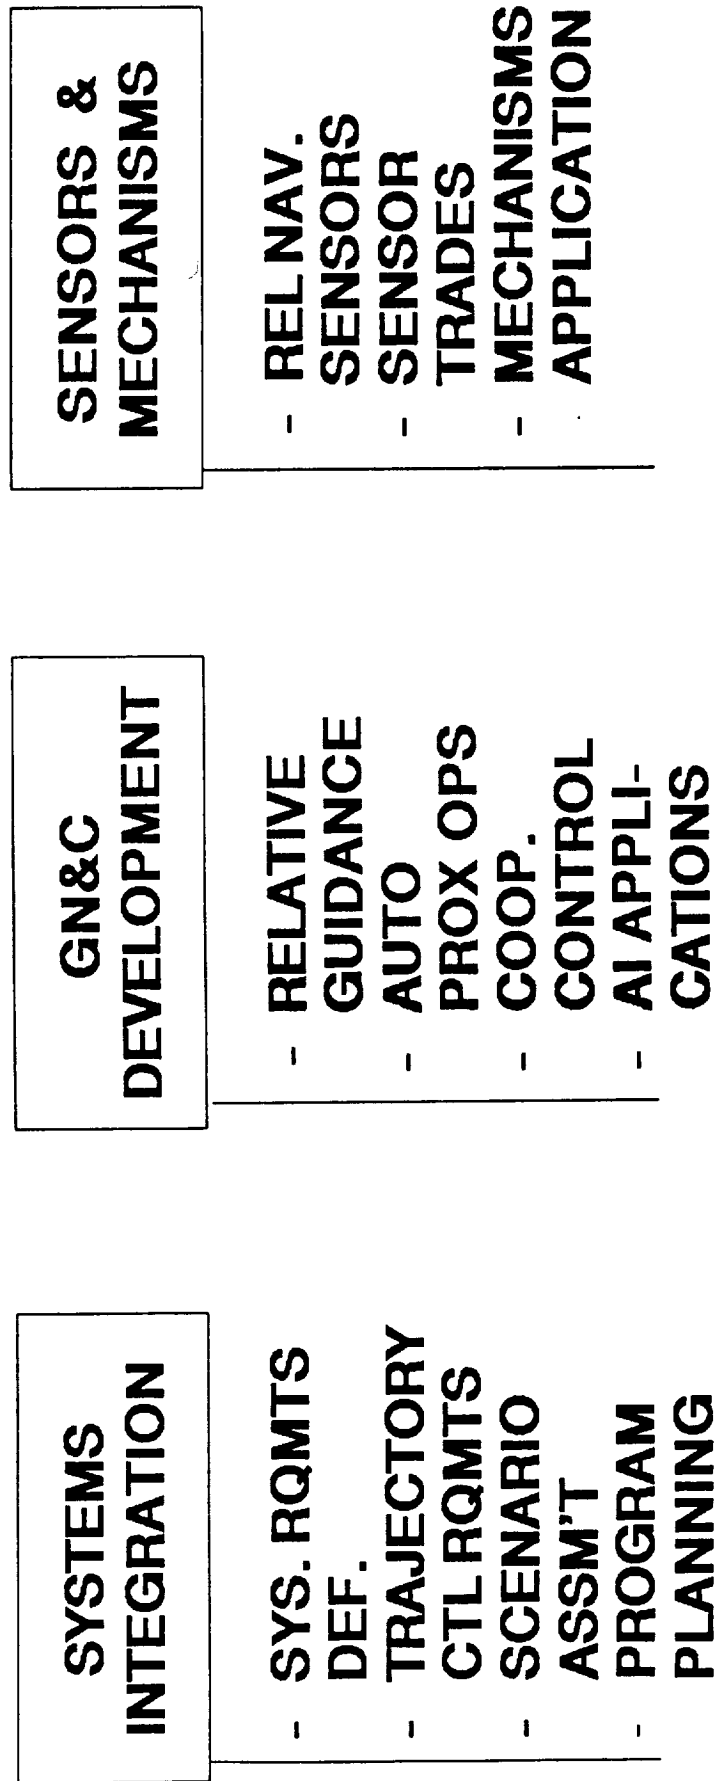 SYSTEMS
INTEGRATION
- SYS. RQMTS
DEF.
- TRAJECTORY
CTL RQMTS
- SCENARIO
ASSM'T
- PROGRAM
PLANNING
GN&C
DEVELOPMENT
- RELATIVE
GUIDANCE
- AUTO
PROX OPS
- COOP.
CONTROL
- AI APPLI-
CATIONS
SENSORS &
MECHANISMS
- REL NAV.
SENSORS
- SENSOR
TRADES
- MECHANISMS
APPLICATION